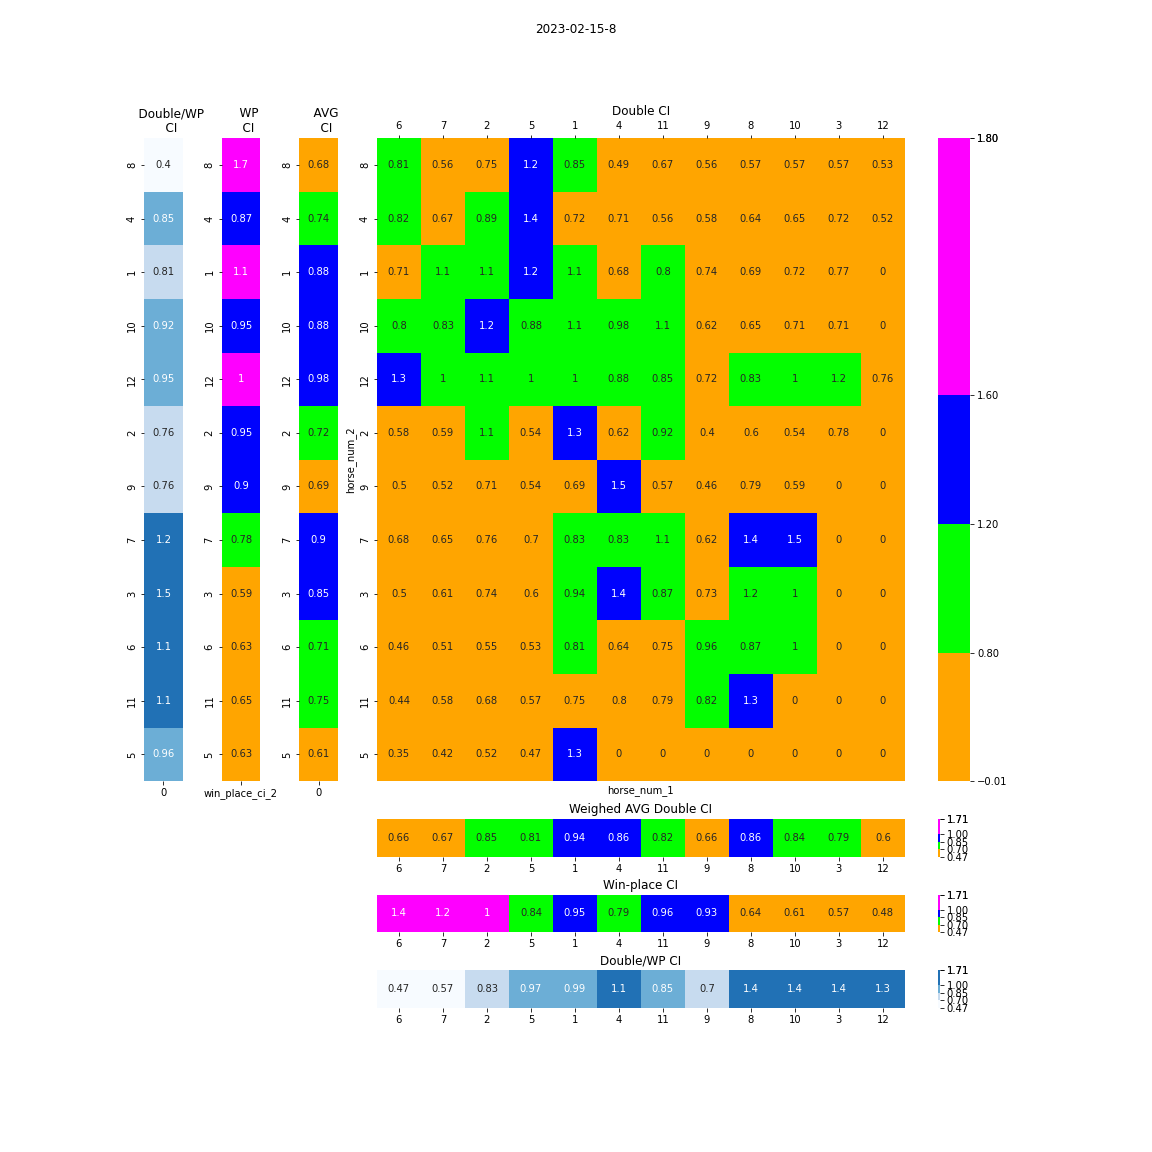 2023-02-15-8
Double/WP CI
WP CI
AVG CI
Double CI
6 7 2 5 1 4 11 9 8 10 3 12
8 0.4 8 1.7 8 0.68 8 0.81 0.56 0.75 1.2 0.85 0.49 0.67 0.56 0.57 0.57 0.57 0.53
4 0.85 4 0.87 4 0.74 4 0.82 0.67 0.89 1.4 0.72 0.71 0.56 0.58 0.64 0.65 0.72 0.52
1 0.81 1 1.1 1 0.88 1 0.71 1.1 1.1 1.2 1.1 0.68 0.8 0.74 0.69 0.72 0.77 0
10 0.92 10 0.95 10 0.88 10 0.8 0.83 1.2 0.88 1.1 0.98 1.1 0.62 0.65 0.71 0.71 0
12 0.95 12 1 12 0.98 12 1.3 1 1.1 1 1 0.88 0.85 0.72 0.83 1 1.2 0.76
2 0.76 2 0.95 2 0.72 2 0.58 0.59 1.1 0.54 1.3 0.62 0.92 0.4 0.6 0.54 0.78 0
9 0.76 9 0.9 9 0.69 9 0.5 0.52 0.71 0.54 0.69 1.5 0.57 0.46 0.79 0.59 0 0
7 1.2 7 0.78 7 0.9 7 0.68 0.65 0.76 0.7 0.83 0.83 1.1 0.62 1.4 1.5 0 0
3 1.5 3 0.59 3 0.85 3 0.5 0.61 0.74 0.6 0.94 1.4 0.87 0.73 1.2 1 0 0
6 1.1 6 0.63 6 0.71 6 0.46 0.51 0.55 0.53 0.81 0.64 0.75 0.96 0.87 1 0 0
11 1.1 11 0.65 11 0.75 11 0.44 0.58 0.68 0.57 0.75 0.8 0.79 0.82 1.3 0 0 0
5 0.96 5 0.63 5 0.61 5 0.35 0.42 0.52 0.47 1.3 0 0 0 0 0 0 0
horse_num_2
0 win_place_ci_2 0 horse_num_1
1.80
1.60
1.20
0.80
−0.01
Weighed AVG Double CI
0.66 0.67 0.85 0.81 0.94 0.86 0.82 0.66 0.86 0.84 0.79 0.6
6 7 2 5 1 4 11 9 8 10 3 12
1.71
1.00
0.85
0.70
0.47
Win-place CI
1.4 1.2 1 0.84 0.95 0.79 0.96 0.93 0.64 0.61 0.57 0.48
6 7 2 5 1 4 11 9 8 10 3 12
1.71
1.00
0.85
0.70
0.47
Double/WP CI
0.47 0.57 0.83 0.97 0.99 1.1 0.85 0.7 1.4 1.4 1.4 1.3
6 7 2 5 1 4 11 9 8 10 3 12
1.71
1.00
0.85
0.70
0.47